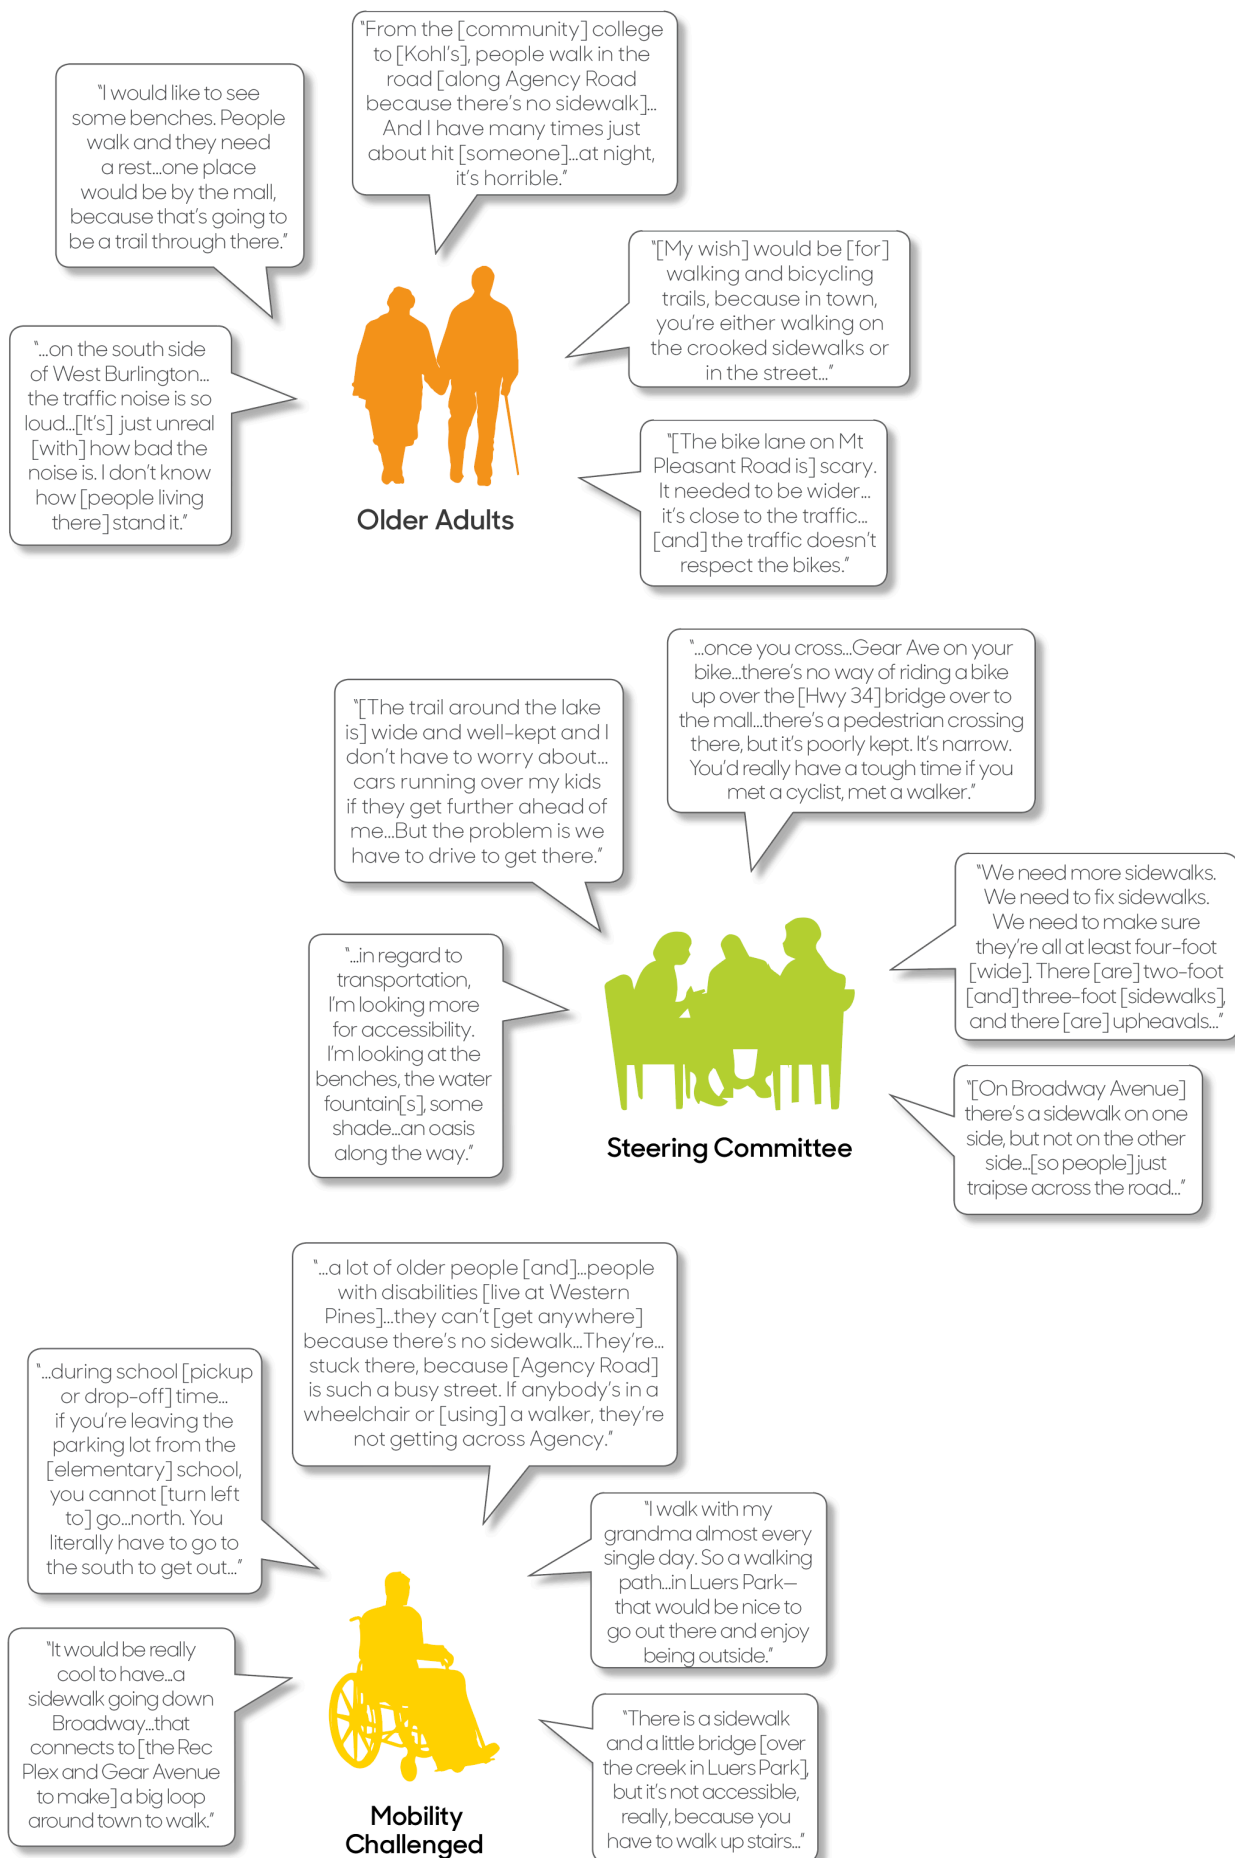 “From the [community] college
to [Kohl’s], people walk in the
road [along Agency Road
because there’s no sidewalk]...
And I have many times just
about hit [someone]...at night,
it’s horrible.”
“I would like to see
some benches. People
walk and they need
a rest...one place
would be by the mall,
because that’s going to
be a trail through there.”
“[My wish] would be [for]
walking and bicycling
trails, because in town,
you’re either walking on
the crooked sidewalks or
in the street...”
“...on the south side
of West Burlington...
the traffic noise is so
loud...[It’s] just unreal
[with] how bad the
noise is. I don’t know
how [people living
there] stand it.”
“[The bike lane on Mt
Pleasant Road is] scary.
It needed to be wider...
it’s close to the traffic...
[and] the traffic doesn’t
respect the bikes.”
Older Adults
“...once you cross...Gear Ave on your
bike...there’s no way of riding a bike
up over the [Hwy 34] bridge over to
the mall...there’s a pedestrian crossing
there, but it’s poorly kept. It’s narrow.
You’d really have a tough time if you
met a cyclist, met a walker.”
“[The trail around the lake
is] wide and well-kept and I
don’t have to worry about...
cars running over my kids
if they get further ahead of
me...But the problem is we
have to drive to get there.”
“We need more sidewalks.
We need to fix sidewalks.
We need to make sure
they’re all at least four-foot
[wide]. There [are] two-foot
[and] three-foot [sidewalks],
and there [are] upheavals...”
“...in regard to
transportation,
I’m looking more
for accessibility.
I’m looking at the
benches, the water
fountain[s], some
shade...an oasis
along the way.”
“[On Broadway Avenue]
there’s a sidewalk on one
side, but not on the other
side...[so people] just
traipse across the road...”
Steering Committee
“...a lot of older people [and]...people
with disabilities [live at Western
Pines]...they can’t [get anywhere]
because there’s no sidewalk...They’re...
stuck there, because [Agency Road]
is such a busy street. If anybody’s in a
wheelchair or [using] a walker, they’re
not getting across Agency.”
“...during school [pickup
or drop-off] time...
if you’re leaving the
parking lot from the
[elementary] school,
you cannot [turn left
to] go...north. You
literally have to go to
the south to get out...”
“I walk with my
grandma almost every
single day. So a walking
path...in Luers Park—
that would be nice to
go out there and enjoy
being outside.”
“It would be really
cool to have...a
sidewalk going down
Broadway...that
connects to [the Rec
Plex and Gear Avenue
to make] a big loop
around town to walk.”
“There is a sidewalk
and a little bridge [over
the creek in Luers Park],
but it’s not accessible,
really, because you
have to walk up stairs...”
Mobility
Challenged